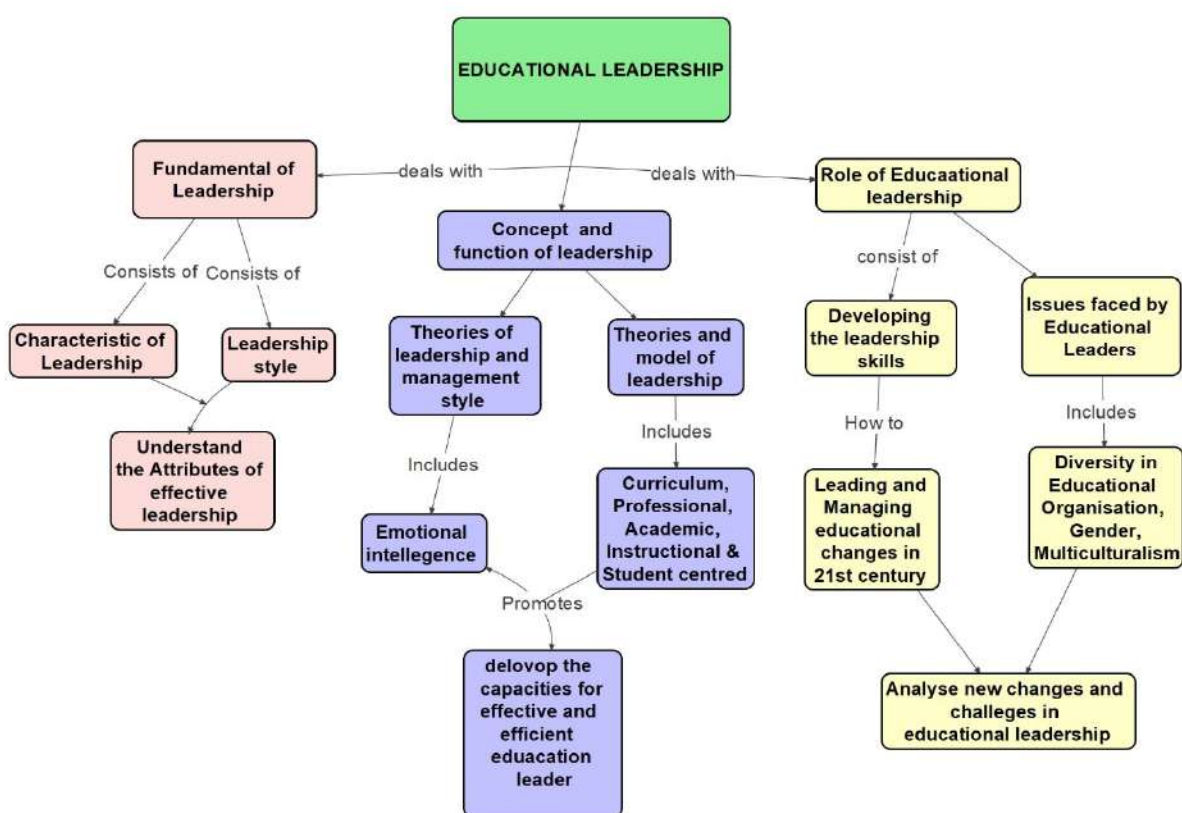 EDUCATIONAL LEADERSHIP
deals with
deals with
Fundamental of
Leadership
Consists of
Consists of
Characteristic of
Leadership
Leadership
style
Understand
the Attributes of
effective
leadership
Concept and
function of leadership
Theories of
leadership and
management
style
Theories and
model of
leadership
Includes
Includes
Emotional
intellegence
Curriculum,
Professional,
Academic,
Instructional &
Student centred
Promotes
delovop the
capacities for
effective and
efficient
eduacation
leader
Role of Educaational
leadership
consist of
Developing
the leadership
skills
Issues faced by
Educational
Leaders
How to
Includes
Leading and
Managing
educational
changes in
21st century
Diversity in
Educational
Organisation,
Gender,
Multiculturalism
Analyse new changes and
challeges in
educational leadership